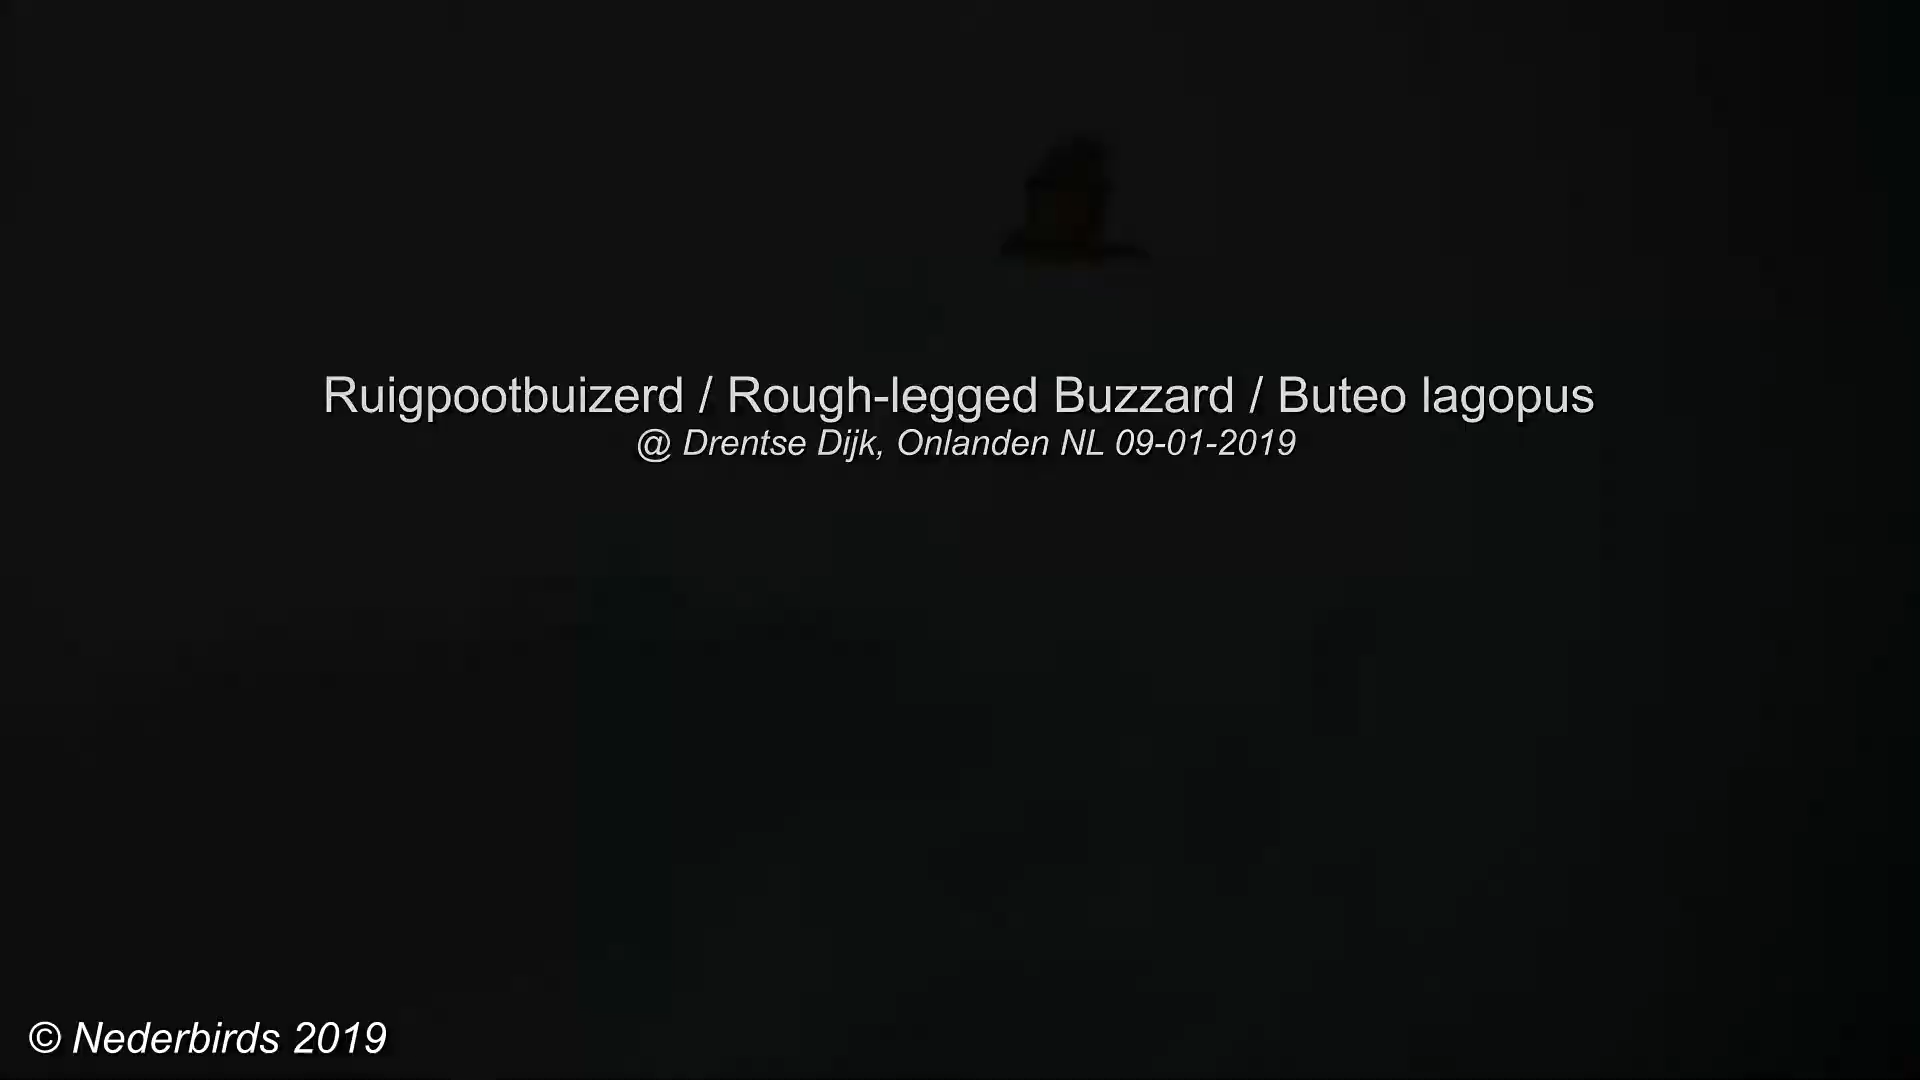 Ruigpootbuizerd / Rough-legged Buzzard / Buteo lagopus
@ Drentse Dijk, Onlanden NL 09-01-2019
© Nederbirds 2019